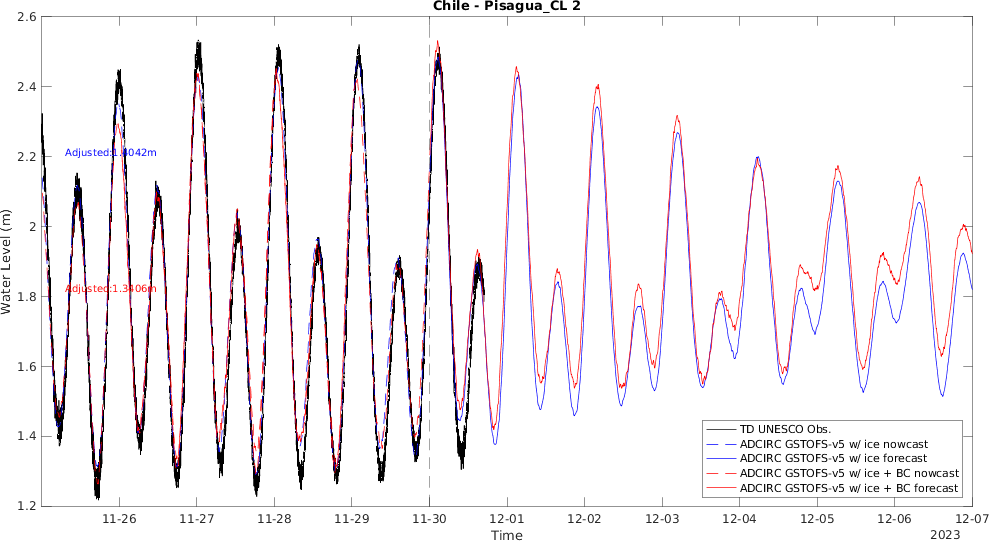 Chile - Pisagua_CL 2
2.6
2.4
2.2
2
1.8
1.6
1.4
1.2
Water Level (m)
Adjusted:1.4042m
Adjusted:1.3406m
TD UNESCO Obs.
ADCIRC GSTOFS-v5 w/ ice nowcast
ADCIRC GSTOFS-v5 w/ ice forecast
ADCIRC GSTOFS-v5 w/ ice + BC nowcast
ADCIRC GSTOFS-v5 w/ ice + BC forecast
11-26 11-27 11-28 11-29 11-30 12-01 12-02 12-03 12-04 12-05 12-06 12-07
Time
2023